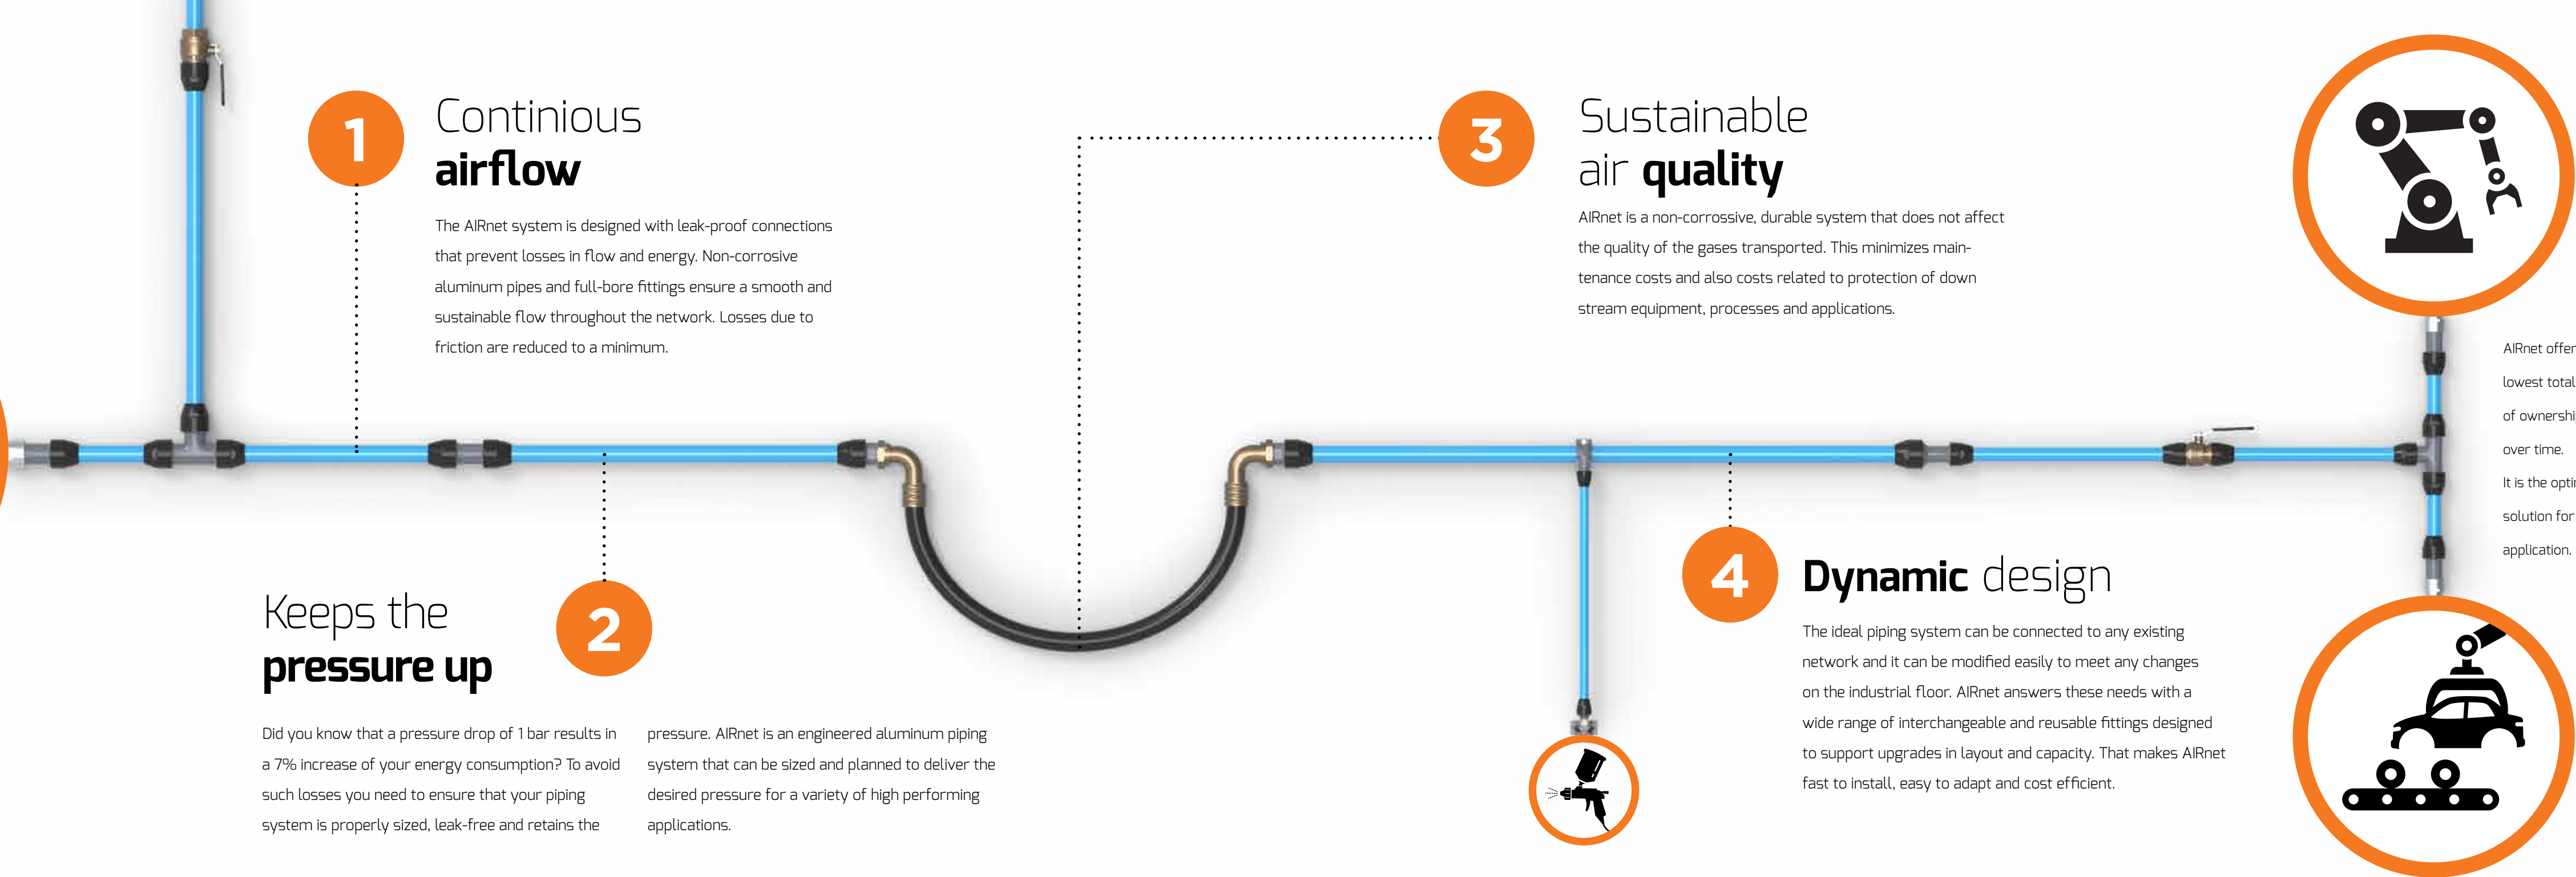 1
Continious
airflow
The AIRnet system is designed with leak-proof connections
that prevent losses in flow and energy. Non-corrosive
aluminum pipes and full-bore fittings ensure a smooth and
sustainable flow throughout the network. Losses due to
friction are reduced to a minimum.
Keeps the
pressure up
2
Did you know that a pressure drop of 1 bar results in
a 7% increase of your energy consumption? To avoid
such losses you need to ensure that your piping
system is properly sized, leak-free and retains the
pressure. AIRnet is an engineered aluminum piping
system that can be sized and planned to deliver the
desired pressure for a variety of high performing
applications.
3
Sustainable
air quality
AIRnet is a non-corrossive, durable system that does not affect
the quality of the gases transported. This minimizes main-
tenance costs and also costs related to protection of down
stream equipment, processes and applications.
4
Dynamic design
The ideal piping system can be connected to any existing
network and it can be modified easily to meet any changes
on the industrial floor. AIRnet answers these needs with a
wide range of interchangeable and reusable fittings designed
to support upgrades in layout and capacity. That makes AIRnet
fast to install, easy to adapt and cost efficient.
AIRnet
lowest total
of
over time.
It is the
solution for
application.